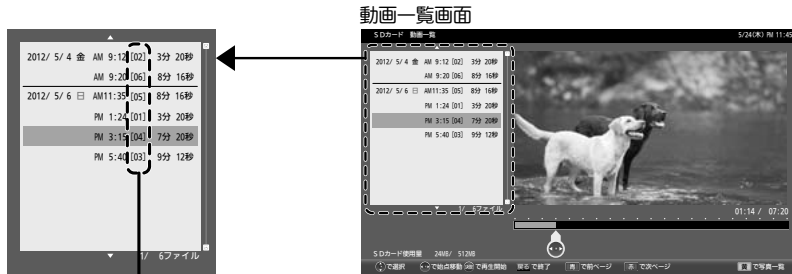 動画一覧画面
2012/ 5/ 4 金 AM 9:12 [02] 3分 20秒
AM 9:20 [06] 8分 16秒
2012/ 5/ 6 日 AM11:35 [05] 8分 16秒
PM 1:24 [01] 3分 20秒
PM 3:15 [04] 7分 20秒
PM 5:40 [03] 9分 12秒
1/ 6ファイル
SDカード 動画一覧
5/24(木) PM 11:45
2012/ 5/ 4 金 AM 9:12 [02] 3分 20秒
AM 9:20 [06] 8分 16秒
2012/ 5/ 6 日 AM11:35 [05] 8分 16秒
PM 1:24 [01] 3分 20秒
PM 3:15 [04] 7分 20秒
PM 5:40 [03] 9分 12秒
1/ 6ファイル
01:14 / 07:20
SDカード使用量 24MB/ 512MB
で選択 で始点移動 で再生開始 戻る で終了 青 で前ページ 赤 で次ページ 黄 で写真一覧